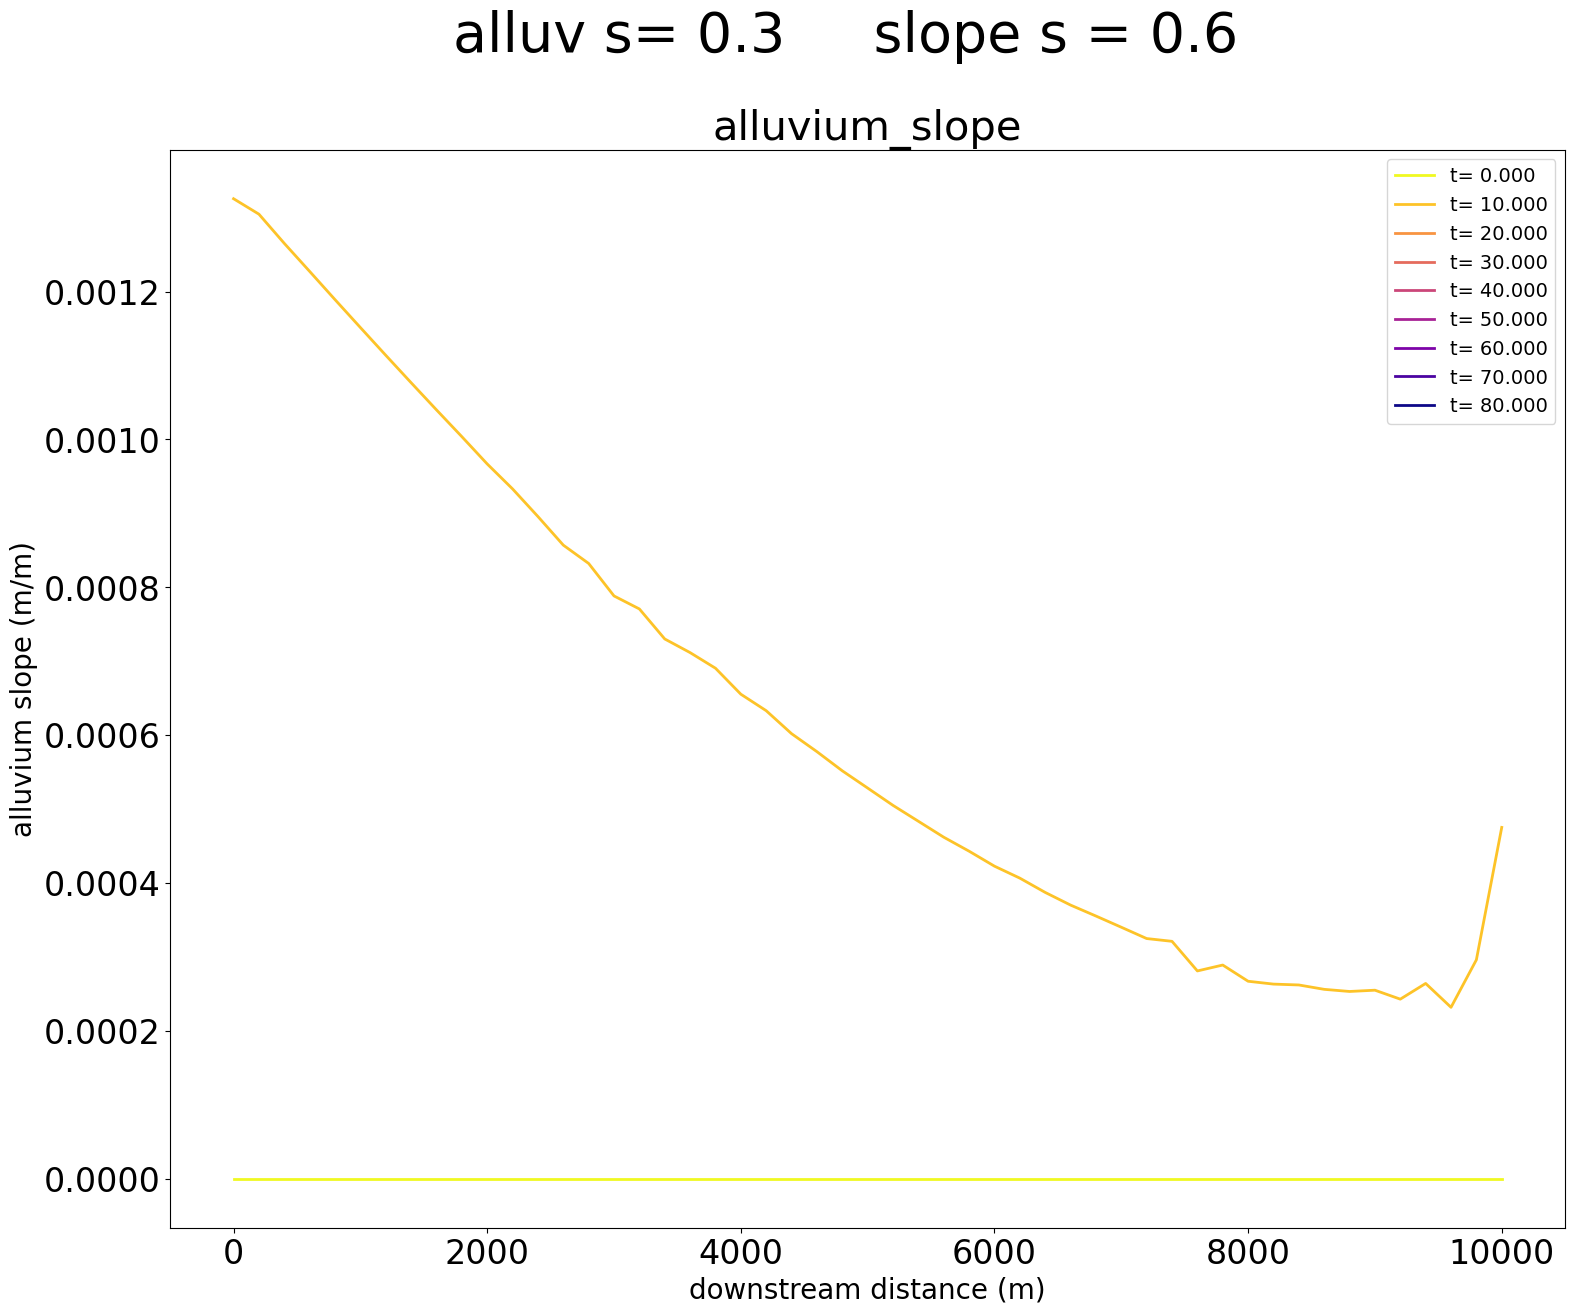 alluv s= 0.3 slope s = 0.6
alluvium_slope
t= 0.000
t= 10.000
t= 20.000
t= 30.000
t= 40.000
t= 50.000
t= 60.000
t= 70.000
t= 80.000
alluvium slope (m/m)
0.0012
0.0010
0.0008
0.0006
0.0004
0.0002
0.0000
0 2000 4000 6000 8000 10000
downstream distance (m)